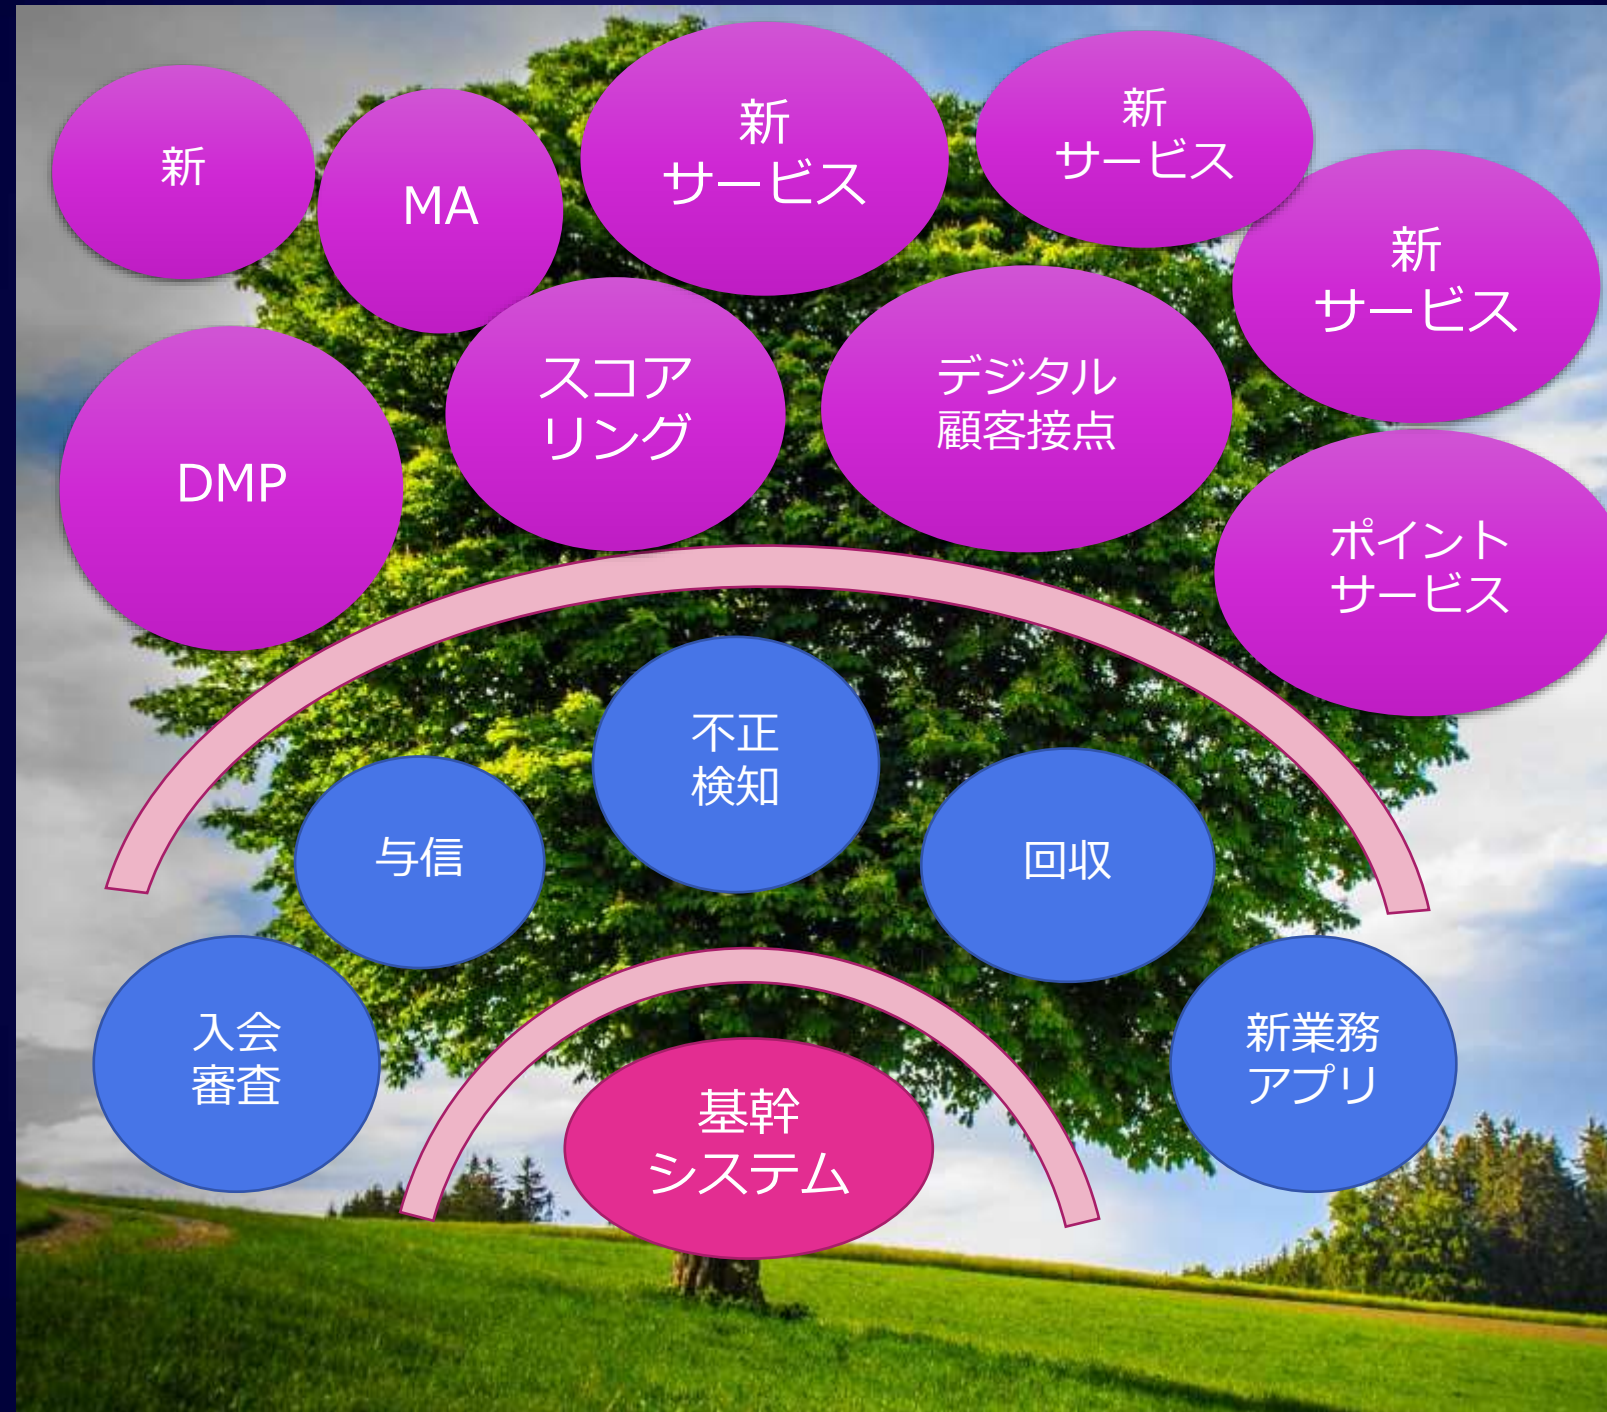 新
MA
新
サービス
新
サービス
新
サービス
DMP
スコア
リング
デジタル
顧客接点
ポイント
サービス
不正
検知
与信
回収
入会
審査
新業務
アプリ
基幹
システム